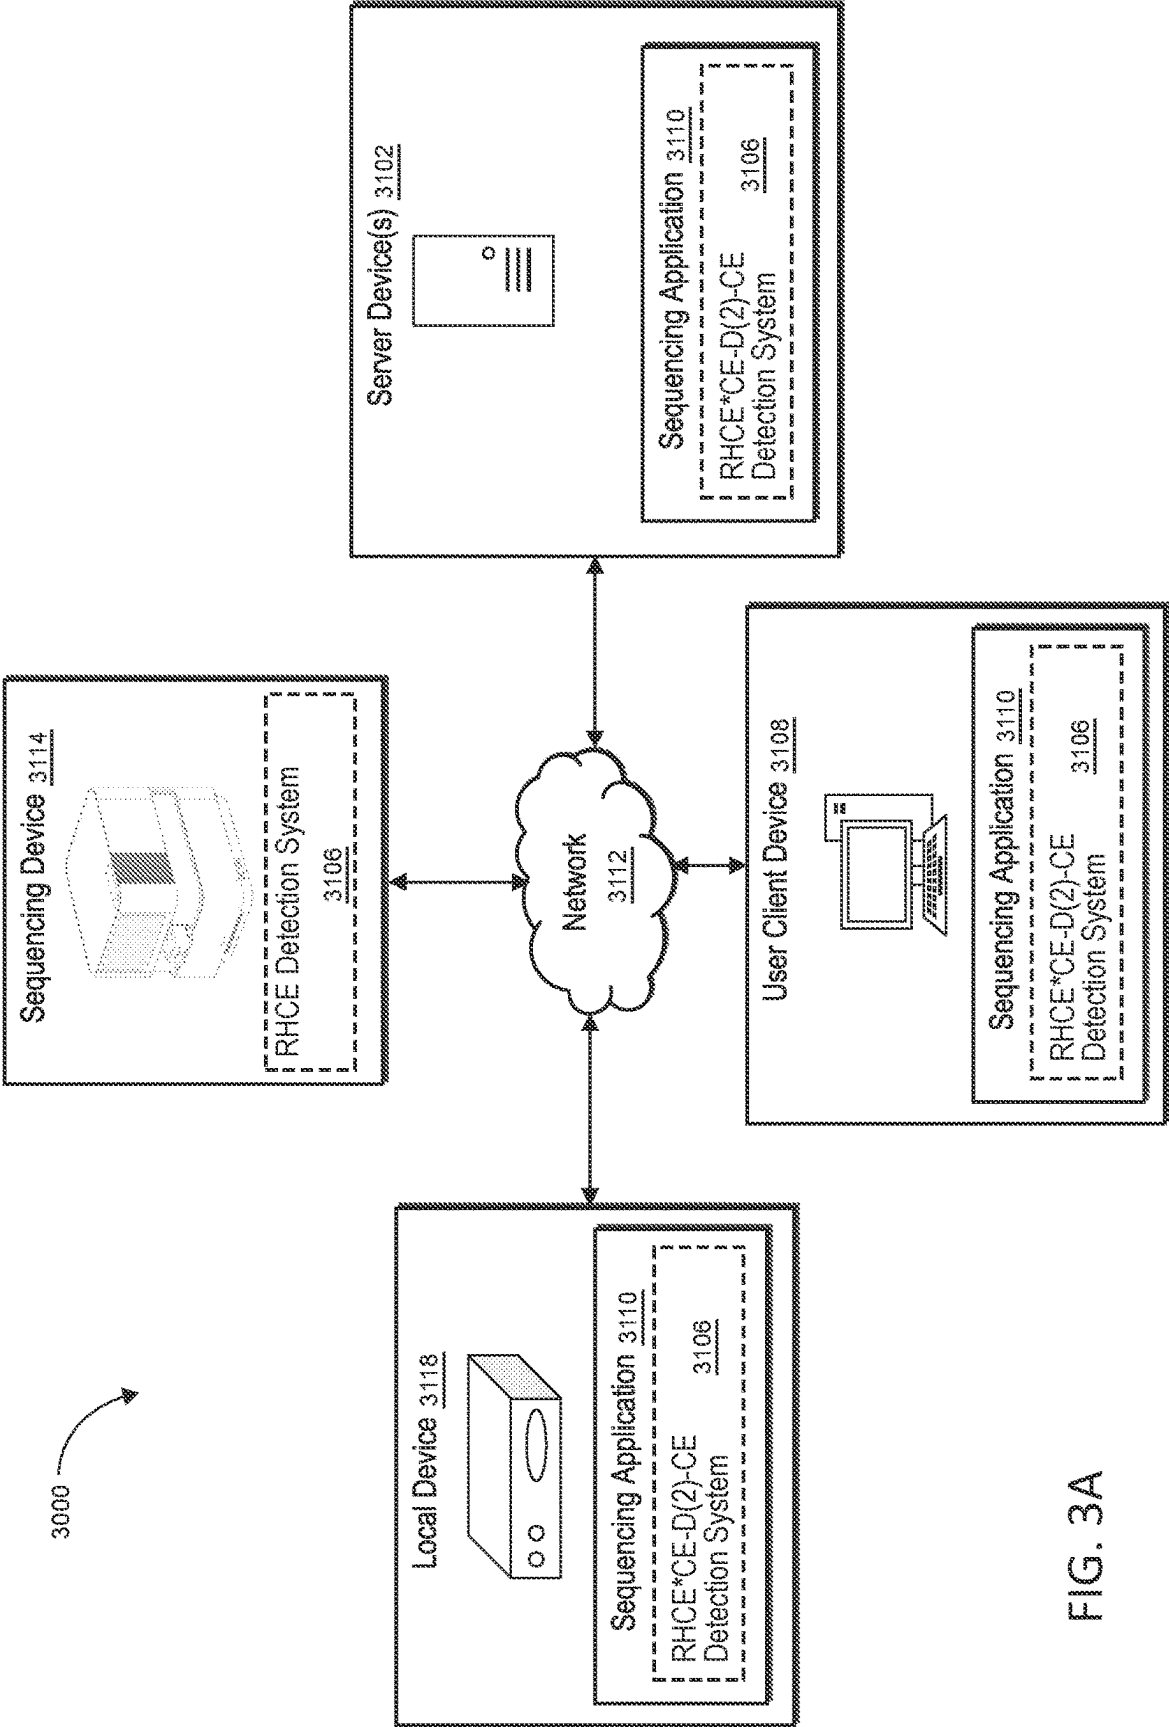 3000
Sequencing Device 3114
RHCE Detection System
3106
Local Device 3118
Sequencing Application 3110
RHCE*CE-D(2)-CE
Detection System
3106
Network
3112
Server Device(s) 3102
Sequencing Application 3110
RHCE*CE-D(2)-CE
Detection System
3106
User Client Device 3108
Sequencing Application 3110
RHCE*CE-D(2)-CE
Detection System
3106
FIG. 3A